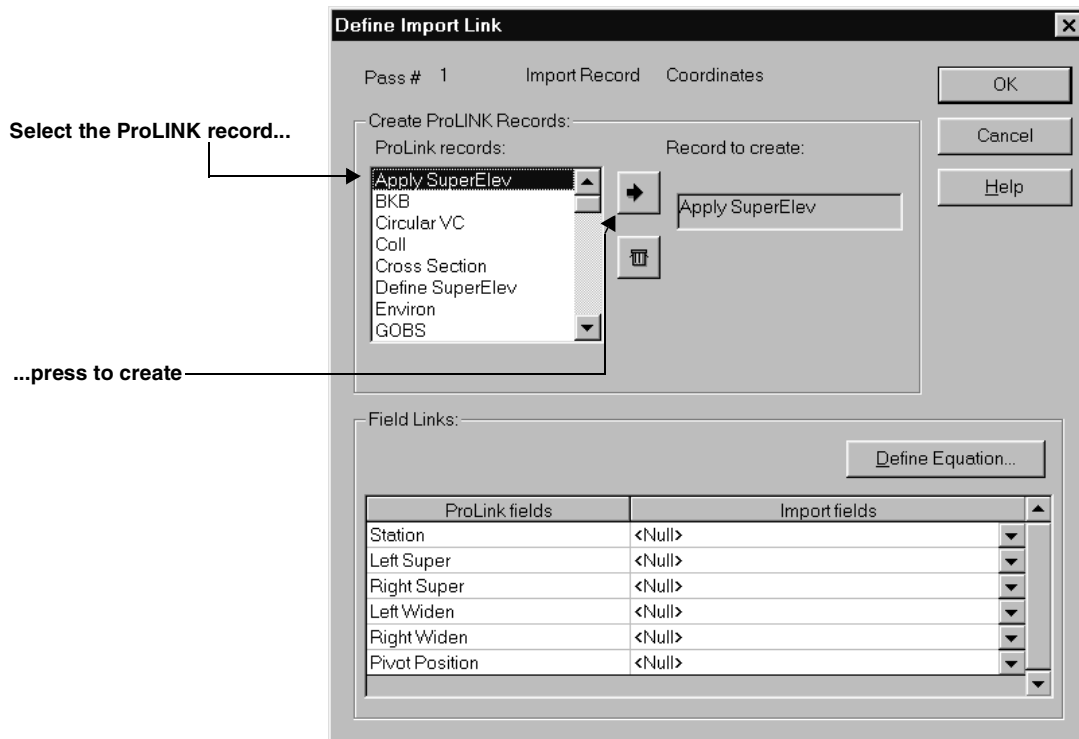 Define Import Link
Pass # 1 Import Record Coordinates
OK
Cancel
Help
Select the ProLINK record...
Create ProLINK Records:
ProLink records: Record to create:
Apply SuperElev
BKB
Circular VC
Coll
Cross Section
Define SuperElev
Environ
GOBS
Apply SuperElev
...press to create
Field Links:
Define Equation...
ProLink fields Import fields
Station <Null>
Left Super <Null>
Right Super <Null>
Left Widen <Null>
Right Widen <Null>
Pivot Position <Null>